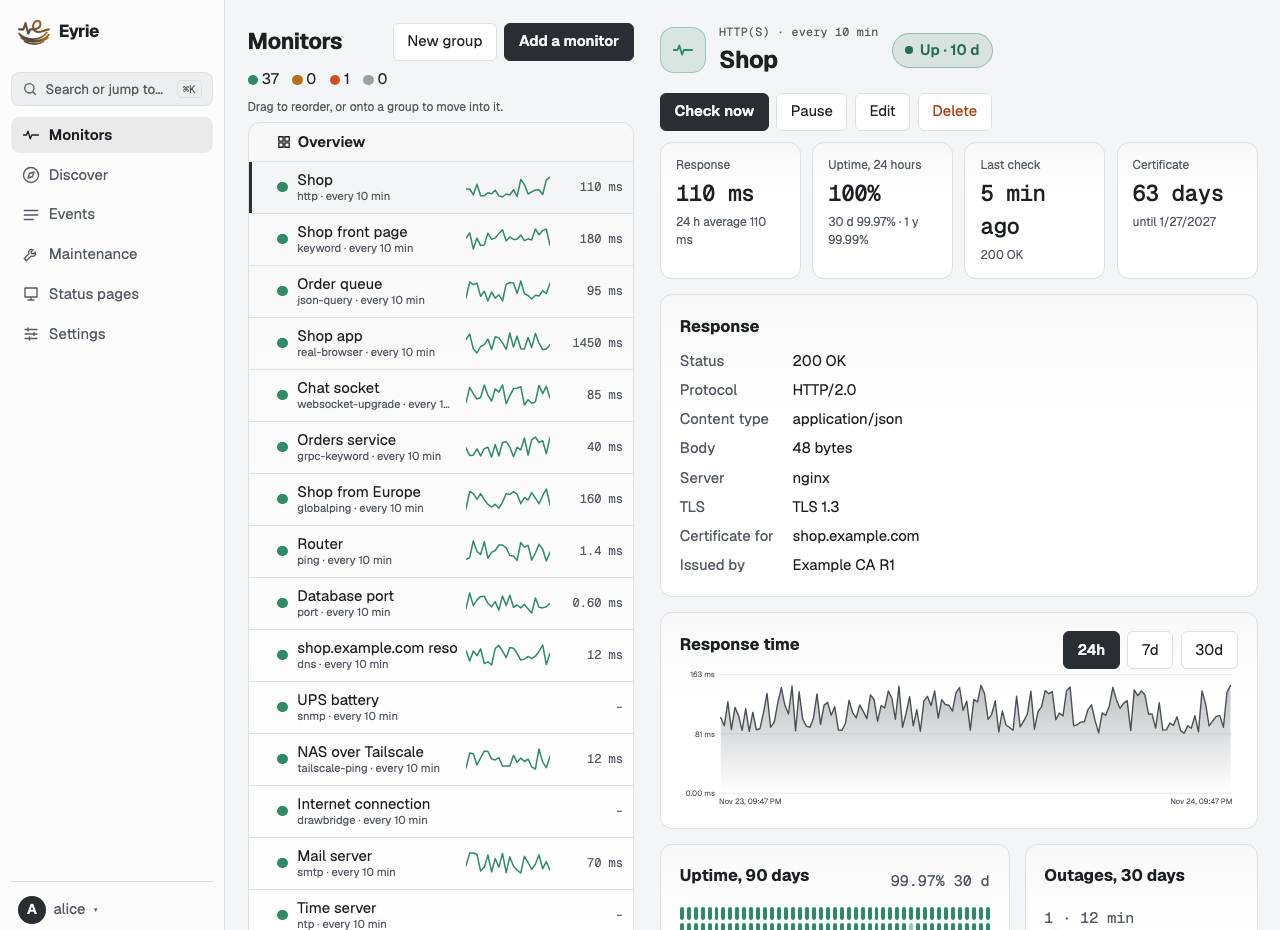 Eyrie
Search or jump to...
⌘K
Monitors
Discover
Events
Maintenance
Status pages
Settings
A alice
Monitors
New group
Add a monitor
37 0 1 0
Drag to reorder, or onto a group to move into it.
Overview
Shop
http · every 10 min
110 ms
Shop front page
keyword · every 10 min
180 ms
Order queue
json-query · every 10 min
95 ms
Shop app
real-browser · every 10 min
1450 ms
Chat socket
websocket-upgrade · every 1…
85 ms
Orders service
grpc-keyword · every 10 min
40 ms
Shop from Europe
globalping · every 10 min
160 ms
Router
ping · every 10 min
1.4 ms
Database port
port · every 10 min
0.60 ms
shop.example.com reso
dns · every 10 min
12 ms
UPS battery
snmp · every 10 min
–
NAS over Tailscale
tailscale-ping · every 10 min
12 ms
Internet connection
drawbridge · every 10 min
–
Mail server
smtp · every 10 min
70 ms
Time server
ntp · every 10 min
–
HTTP(S) · every 10 min
Shop
Up · 10 d
Check now
Pause
Edit
Delete
Response
110 ms
24 h average 110
ms
Uptime, 24 hours
100%
30 d 99.97% · 1 y
99.99%
Last check
5 min
ago
200 OK
Certificate
63 days
until 1/27/2027
Response
Status 200 OK
Protocol HTTP/2.0
Content type application/json
Body 48 bytes
Server nginx
TLS TLS 1.3
Certificate for shop.example.com
Issued by Example CA R1
Response time
24h
7d
30d
163 ms
81 ms
0.00 ms
Nov 23, 09:47 PM
Nov 24, 09:47 PM
Uptime, 90 days
99.97% 30 d
Outages, 30 days
1 · 12 min